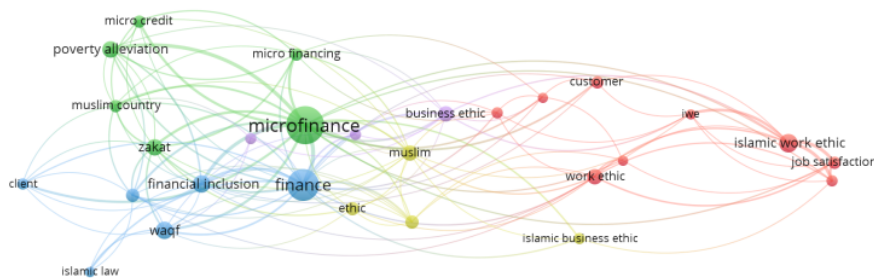 micro credit
poverty alleviation
micro financing
customer
muslim country
business ethic
iwe
microfinance
islamic work ethic
zakat
muslim
job satisfaction
client
financial inclusion
finance
work ethic
ethic
waqf
islamic business ethic
islamic law